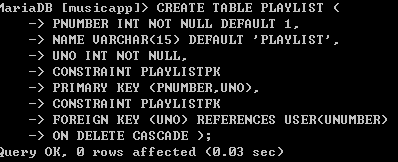 MariaDB [musicapp]> CREATE TABLE PLAYLIST (
-> PNUMBER INT NOT NULL DEFAULT 1,
-> NAME VARCHAR(15) DEFAULT 'PLAYLIST',
-> UNO INT NOT NULL,
-> CONSTRAINT PLAYLISTPK
-> PRIMARY KEY (PNUMBER,UNO),
-> CONSTRAINT PLAYLISTFK
-> FOREIGN KEY (UNO) REFERENCES USER(UNUMBER)
-> ON DELETE CASCADE );
Query OK, 0 rows affected (0.03 sec)